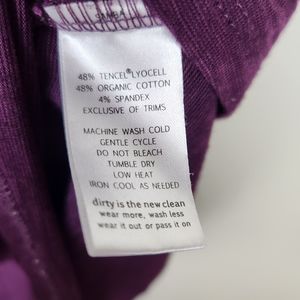 48% TENCEL®LYOCELL
48% ORGANIC COTTON
4% SPANDEX
EXCLUSIVE OF TRIMS
MACHINE WASH COLD
GENTLE CYCLE
DO NOT BLEACH
TUMBLE DRY
LOW HEAT
IRON COOL AS NEEDED
dirty is the new clean
wear more, wash less
wear it out or pass it on